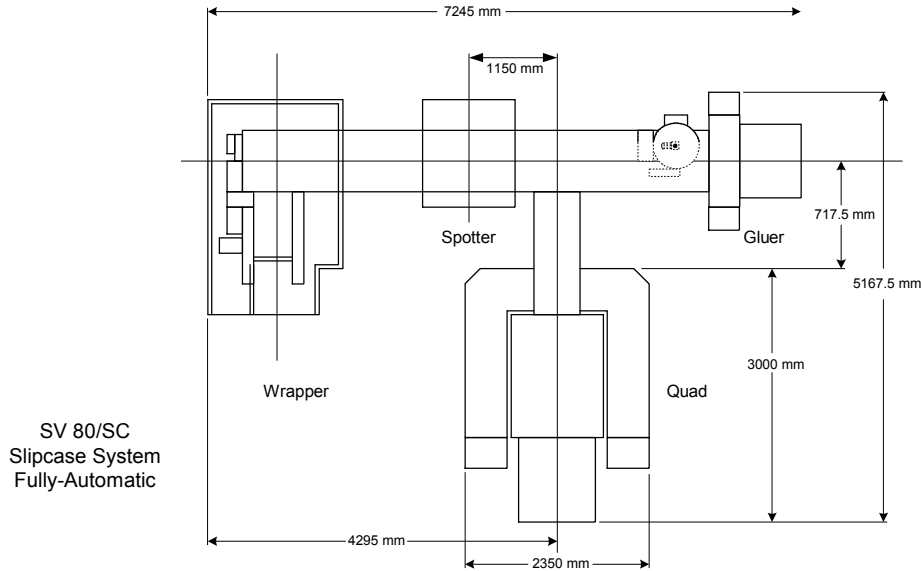 7245 mm
1150 mm
717.5 mm
Spotter
Gluer
5167.5 mm
3000 mm
Wrapper
Quad
SV 80/SC
Slipcase System
Fully-Automatic
4295 mm
2350 mm